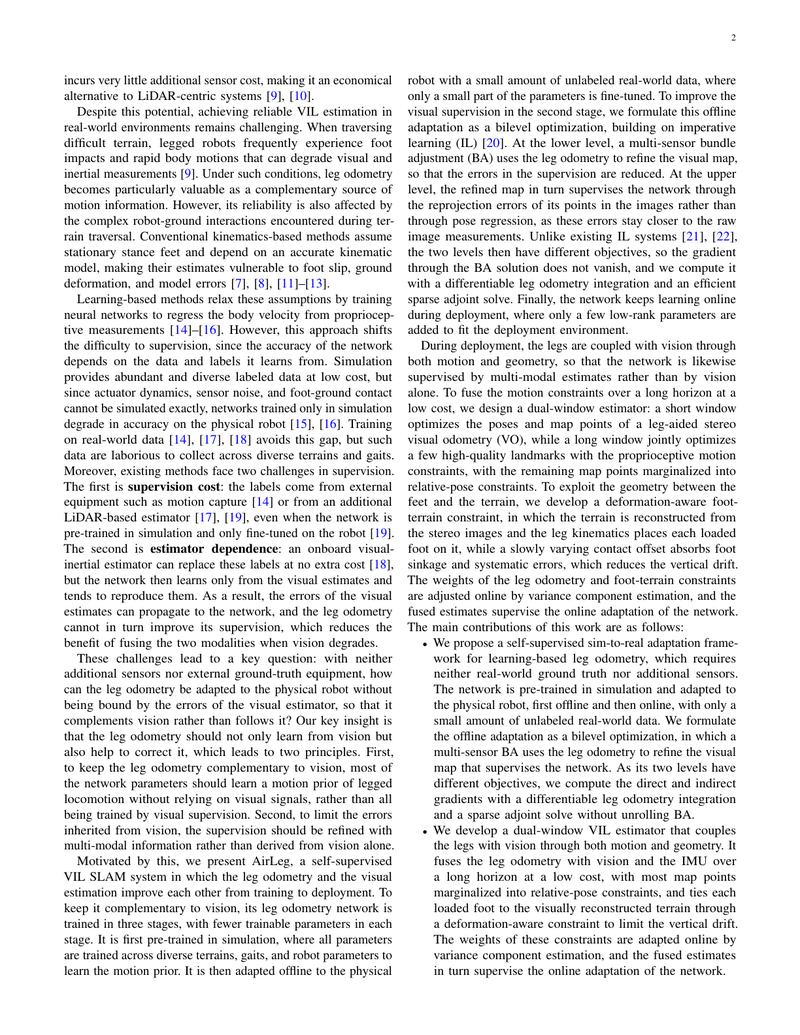 2
incurs very little additional sensor cost, making it an economical
alternative to LiDAR-centric systems [9], [10].
Despite this potential, achieving reliable VIL estimation in
real-world environments remains challenging. When traversing
difficult terrain, legged robots frequently experience foot
impacts and rapid body motions that can degrade visual and
inertial measurements [9]. Under such conditions, leg odometry
becomes particularly valuable as a complementary source of
motion information. However, its reliability is also affected by
the complex robot-ground interactions encountered during ter-
rain traversal. Conventional kinematics-based methods assume
stationary stance feet and depend on an accurate kinematic
model, making their estimates vulnerable to foot slip, ground
deformation, and model errors [7], [8], [11]–[13].
Learning-based methods relax these assumptions by training
neural networks to regress the body velocity from propriocep-
tive measurements [14]–[16]. However, this approach shifts
the difficulty to supervision, since the accuracy of the network
depends on the data and labels it learns from. Simulation
provides abundant and diverse labeled data at low cost, but
since actuator dynamics, sensor noise, and foot-ground contact
cannot be simulated exactly, networks trained only in simulation
degrade in accuracy on the physical robot [15], [16]. Training
on real-world data [14], [17], [18] avoids this gap, but such
data are laborious to collect across diverse terrains and gaits.
Moreover, existing methods face two challenges in supervision.
The first is supervision cost: the labels come from external
equipment such as motion capture [14] or from an additional
LiDAR-based estimator [17], [19], even when the network is
pre-trained in simulation and only fine-tuned on the robot [19].
The second is estimator dependence: an onboard visual-
inertial estimator can replace these labels at no extra cost [18],
but the network then learns only from the visual estimates and
tends to reproduce them. As a result, the errors of the visual
estimates can propagate to the network, and the leg odometry
cannot in turn improve its supervision, which reduces the
benefit of fusing the two modalities when vision degrades.
These challenges lead to a key question: with neither
additional sensors nor external ground-truth equipment, how
can the leg odometry be adapted to the physical robot without
being bound by the errors of the visual estimator, so that it
complements vision rather than follows it? Our key insight is
that the leg odometry should not only learn from vision but
also help to correct it, which leads to two principles. First,
to keep the leg odometry complementary to vision, most of
the network parameters should learn a motion prior of legged
locomotion without relying on visual signals, rather than all
being trained by visual supervision. Second, to limit the errors
inherited from vision, the supervision should be refined with
multi-modal information rather than derived from vision alone.
Motivated by this, we present AirLeg, a self-supervised
VIL SLAM system in which the leg odometry and the visual
estimation improve each other from training to deployment. To
keep it complementary to vision, its leg odometry network is
trained in three stages, with fewer trainable parameters in each
stage. It is first pre-trained in simulation, where all parameters
are trained across diverse terrains, gaits, and robot parameters to
learn the motion prior. It is then adapted offline to the physical
robot with a small amount of unlabeled real-world data, where
only a small part of the parameters is fine-tuned. To improve the
visual supervision in the second stage, we formulate this offline
adaptation as a bilevel optimization, building on imperative
learning (IL) [20]. At the lower level, a multi-sensor bundle
adjustment (BA) uses the leg odometry to refine the visual map,
so that the errors in the supervision are reduced. At the upper
level, the refined map in turn supervises the network through
the reprojection errors of its points in the images rather than
through pose regression, as these errors stay closer to the raw
image measurements. Unlike existing IL systems [21], [22],
the two levels then have different objectives, so the gradient
through the BA solution does not vanish, and we compute it
with a differentiable leg odometry integration and an efficient
sparse adjoint solve. Finally, the network keeps learning online
during deployment, where only a few low-rank parameters are
added to fit the deployment environment.
During deployment, the legs are coupled with vision through
both motion and geometry, so that the network is likewise
supervised by multi-modal estimates rather than by vision
alone. To fuse the motion constraints over a long horizon at a
low cost, we design a dual-window estimator: a short window
optimizes the poses and map points of a leg-aided stereo
visual odometry (VO), while a long window jointly optimizes
a few high-quality landmarks with the proprioceptive motion
constraints, with the remaining map points marginalized into
relative-pose constraints. To exploit the geometry between the
feet and the terrain, we develop a deformation-aware foot-
terrain constraint, in which the terrain is reconstructed from
the stereo images and the leg kinematics places each loaded
foot on it, while a slowly varying contact offset absorbs foot
sinkage and systematic errors, which reduces the vertical drift.
The weights of the leg odometry and foot-terrain constraints
are adjusted online by variance component estimation, and the
fused estimates supervise the online adaptation of the network.
The main contributions of this work are as follows:
• We propose a self-supervised sim-to-real adaptation frame-
work for learning-based leg odometry, which requires
neither real-world ground truth nor additional sensors.
The network is pre-trained in simulation and adapted to
the physical robot, first offline and then online, with only a
small amount of unlabeled real-world data. We formulate
the offline adaptation as a bilevel optimization, in which a
multi-sensor BA uses the leg odometry to refine the visual
map that supervises the network. As its two levels have
different objectives, we compute the direct and indirect
gradients with a differentiable leg odometry integration
and a sparse adjoint solve without unrolling BA.
• We develop a dual-window VIL estimator that couples
the legs with vision through both motion and geometry. It
fuses the leg odometry with vision and the IMU over
a long horizon at a low cost, with most map points
marginalized into relative-pose constraints, and ties each
loaded foot to the visually reconstructed terrain through
a deformation-aware constraint to limit the vertical drift.
The weights of these constraints are adapted online by
variance component estimation, and the fused estimates
in turn supervise the online adaptation of the network.